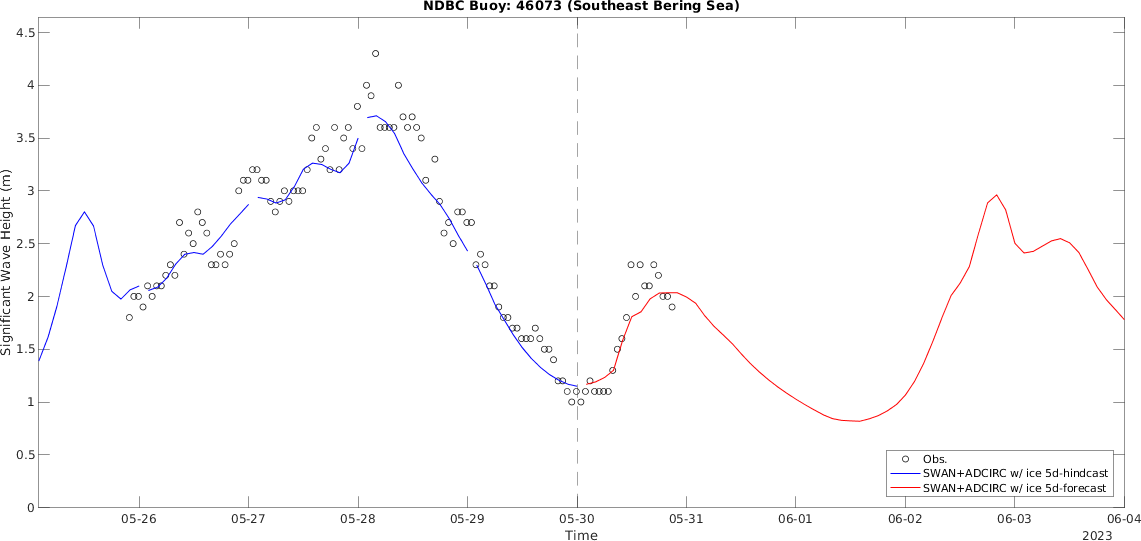 NDBC Buoy: 46073 (Southeast Bering Sea)
Significant Wave Height (m)
4.5
4
3.5
3
2.5
2
1.5
1
0.5
0
Obs.
SWAN+ADCIRC w/ ice 5d-hindcast
SWAN+ADCIRC w/ ice 5d-forecast
05-26 05-27 05-28 05-29 05-30 05-31 06-01 06-02 06-03 06-04
Time
2023